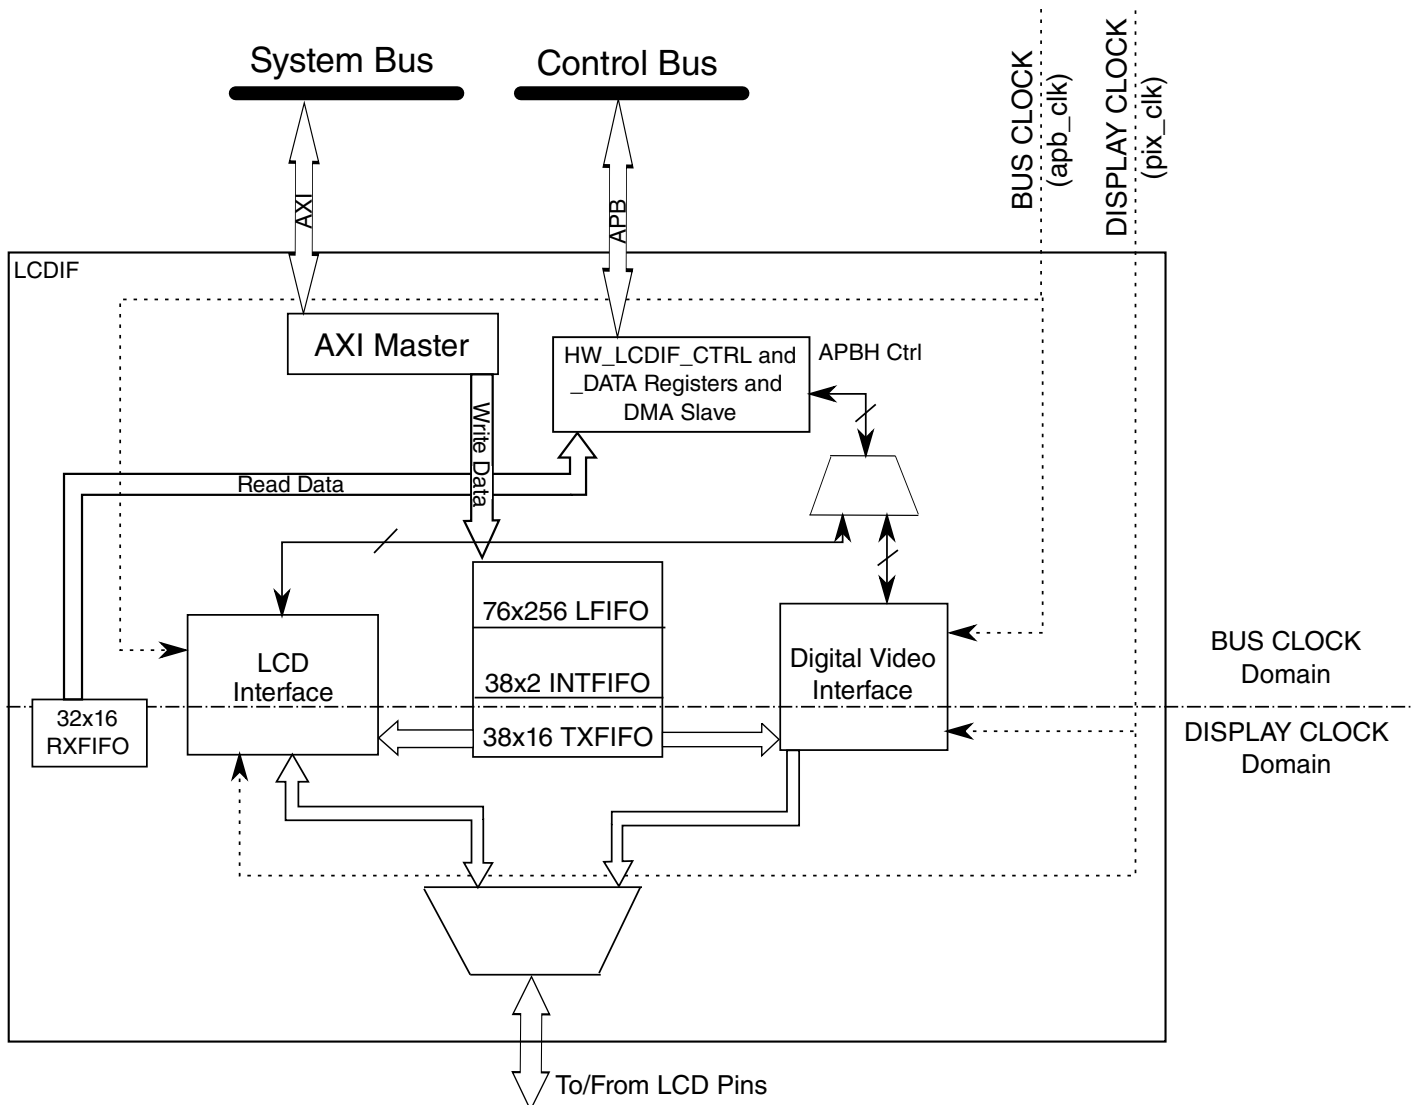 System Bus
Control Bus
BUS CLOCK
(apb_clk)
DISPLAY CLOCK
(pix_clk)
AXI
APB
LCDIF
AXI Master
HW_LCDIF_CTRL and
_DATA Registers and
DMA Slave
APBH Ctrl
Write Data
Read Data
76x256 LFIFO
LCD
Interface
38x2 INTFIFO
Digital Video
Interface
BUS CLOCK
Domain
32x16
RXFIFO
38x16 TXFIFO
DISPLAY CLOCK
Domain
To/From LCD Pins